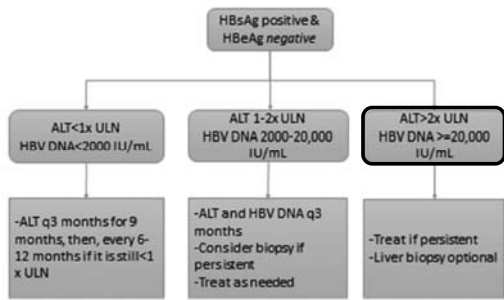 HBsAg positive &
HBeAg negative
ALT<1x ULN
HBV DNA<2000 IU/mL
ALT 1-2x ULN
HBV DNA 2000-20,000
IU/mL
ALT>2x ULN
HBV DNA >=20,000
IU/mL
-ALT q3 months for 9
months, then, every 6-
12 months if it is still<1
x ULN
-ALT and HBV DNA q3
months
-Consider biopsy if
persistent
-Treat as needed
-Treat if persistent
-Liver biopsy optional